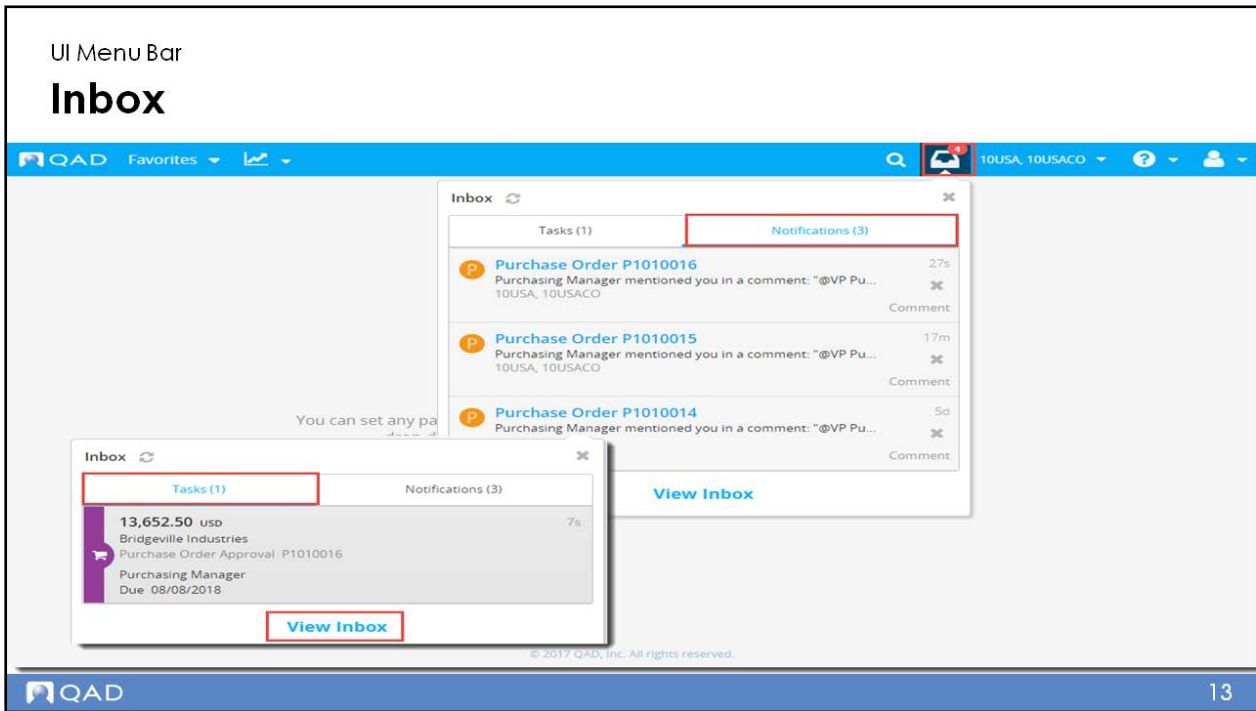 UI Menu Bar
Inbox
QAD Favorites 4 10USA, 10USACO ?
Inbox
Tasks (1) Notifications (3)
P Purchase Order P1010016 27s
Purchasing Manager mentioned you in a comment: "@VP Pu...
10USA, 10USACO
Comment
P Purchase Order P1010015 17m
Purchasing Manager mentioned you in a comment: "@VP Pu...
10USA, 10USACO
Comment
P Purchase Order P1010014 5d
Purchasing Manager mentioned you in a comment: "@VP Pu...
Comment
View Inbox
You can set any pa
Inbox
Tasks (1) Notifications (3)
13,652.50 USD 7s
Bridgeville Industries
Purchase Order Approval P1010016
Purchasing Manager
Due 08/08/2018
View Inbox
© 2017 QAD, Inc. All rights reserved.
QAD 13